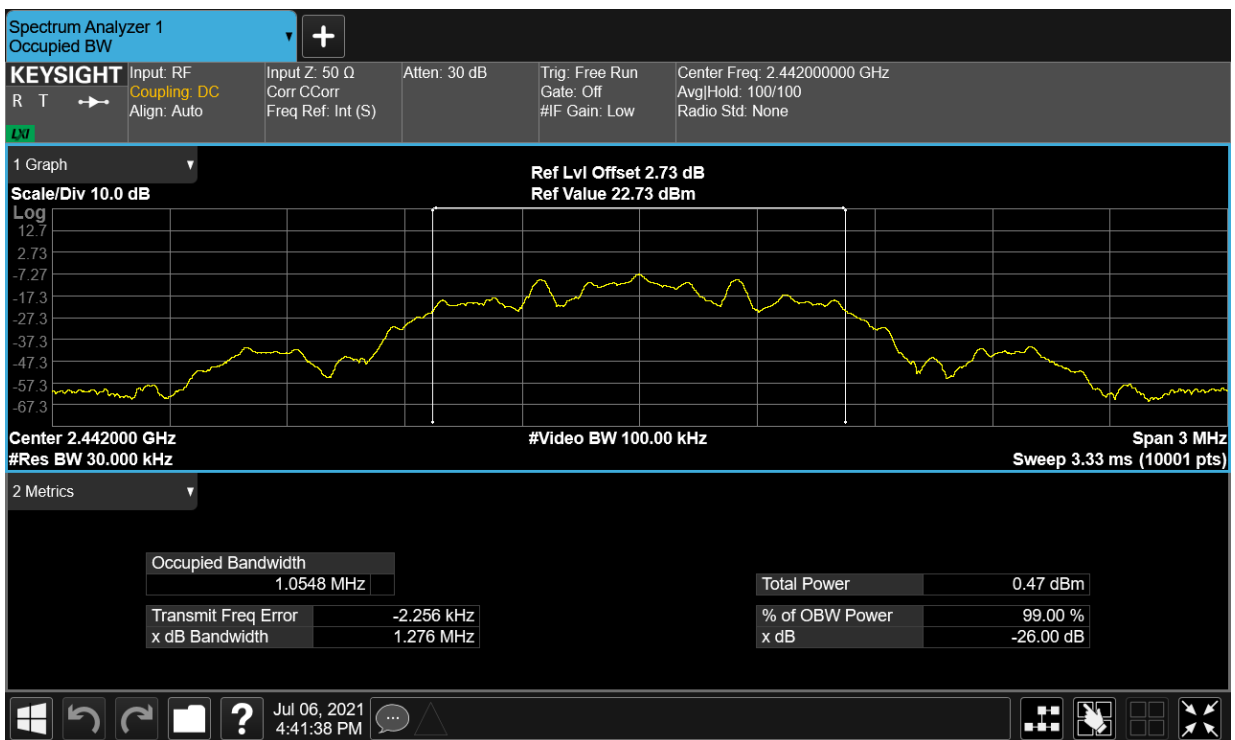 Spectrum Analyzer 1
Occupied BW
▼
+
KEYSIGHT
R T
LXI
Input: RF
Coupling: DC
Align: Auto
Input Z: 50 Ω
Corr CCorr
Freq Ref: Int (S)
Atten: 30 dB
Trig: Free Run
Gate: Off
#IF Gain: Low
Center Freq: 2.442000000 GHz
Avg|Hold: 100/100
Radio Std: None
1 Graph ▼
Scale/Div 10.0 dB
Ref Lvl Offset 2.73 dB
Ref Value 22.73 dBm
Log
12.7
2.73
-7.27
-17.3
-27.3
-37.3
-47.3
-57.3
-67.3
Center 2.442000 GHz
#Res BW 30.000 kHz
#Video BW 100.00 kHz
Span 3 MHz
Sweep 3.33 ms (10001 pts)
2 Metrics ▼
Occupied Bandwidth
1.0548 MHz
Transmit Freq Error -2.256 kHz
x dB Bandwidth 1.276 MHz
Total Power 0.47 dBm
% of OBW Power 99.00 %
x dB -26.00 dB
?
Jul 06, 2021
4:41:38 PM